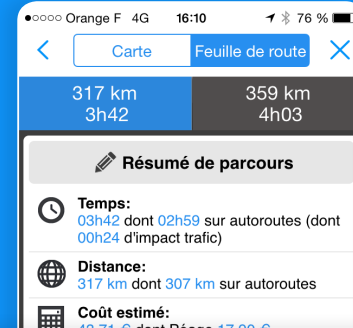 Orange F 4G 16:10 76 %
Carte Feuille de route
317 km 359 km
3h42 4h03
Résumé de parcours
Temps:
03h42 dont 02h59 sur autoroutes (dont
00h24 d'impact trafic)
Distance:
317 km dont 307 km sur autoroutes
Coût estimé:
dont Péage